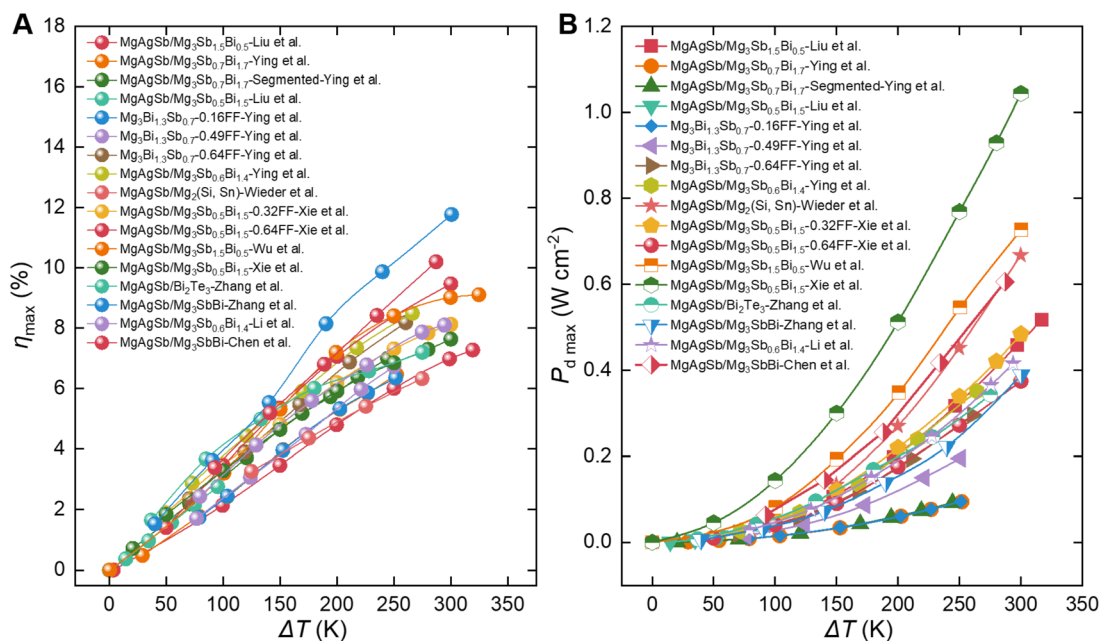 A
18
16
14
12
10
8
6
4
2
0
η_max (%)
MgAgSb/Mg₃Sb₁.₅Bi₀.₅-Liu et al.
MgAgSb/Mg₃Sb₀.₇Bi₁.₇-Ying et al.
MgAgSb/Mg₃Sb₀.₇Bi₁.₇-Segmented-Ying et al.
MgAgSb/Mg₃Sb₀.₅Bi₁.₅-Liu et al.
Mg₃Bi₁.₃Sb₀.₇-0.16FF-Ying et al.
Mg₃Bi₁.₃Sb₀.₇-0.49FF-Ying et al.
Mg₃Bi₁.₃Sb₀.₇-0.64FF-Ying et al.
MgAgSb/Mg₃Sb₀.₆Bi₁.₄-Ying et al.
MgAgSb/Mg₂(Si, Sn)-Wieder et al.
MgAgSb/Mg₃Sb₀.₅Bi₁.₅-0.32FF-Xie et al.
MgAgSb/Mg₃Sb₀.₅Bi₁.₅-0.64FF-Xie et al.
MgAgSb/Mg₃Sb₁.₅Bi₀.₅-Wu et al.
MgAgSb/Mg₃Sb₀.₅Bi₁.₅-Xie et al.
MgAgSb/Bi₂Te₃-Zhang et al.
MgAgSb/Mg₃SbBi-Zhang et al.
MgAgSb/Mg₃Sb₀.₆Bi₁.₄-Li et al.
MgAgSb/Mg₃SbBi-Chen et al.
0 50 100 150 200 250 300 350
ΔT (K)
B
1.2
1.0
0.8
0.6
0.4
0.2
0.0
P_d max (W cm⁻²)
MgAgSb/Mg₃Sb₁.₅Bi₀.₅-Liu et al.
MgAgSb/Mg₃Sb₀.₇Bi₁.₇-Ying et al.
MgAgSb/Mg₃Sb₀.₇Bi₁.₇-Segmented-Ying et al.
MgAgSb/Mg₃Sb₀.₅Bi₁.₅-Liu et al.
Mg₃Bi₁.₃Sb₀.₇-0.16FF-Ying et al.
Mg₃Bi₁.₃Sb₀.₇-0.49FF-Ying et al.
Mg₃Bi₁.₃Sb₀.₇-0.64FF-Ying et al.
MgAgSb/Mg₃Sb₀.₆Bi₁.₄-Ying et al.
MgAgSb/Mg₂(Si, Sn)-Wieder et al.
MgAgSb/Mg₃Sb₀.₅Bi₁.₅-0.32FF-Xie et al.
MgAgSb/Mg₃Sb₀.₅Bi₁.₅-0.64FF-Xie et al.
MgAgSb/Mg₃Sb₁.₅Bi₀.₅-Wu et al.
MgAgSb/Mg₃Sb₀.₅Bi₁.₅-Xie et al.
MgAgSb/Bi₂Te₃-Zhang et al.
MgAgSb/Mg₃SbBi-Zhang et al.
MgAgSb/Mg₃Sb₀.₆Bi₁.₄-Li et al.
MgAgSb/Mg₃SbBi-Chen et al.
0 50 100 150 200 250 300 350
ΔT (K)